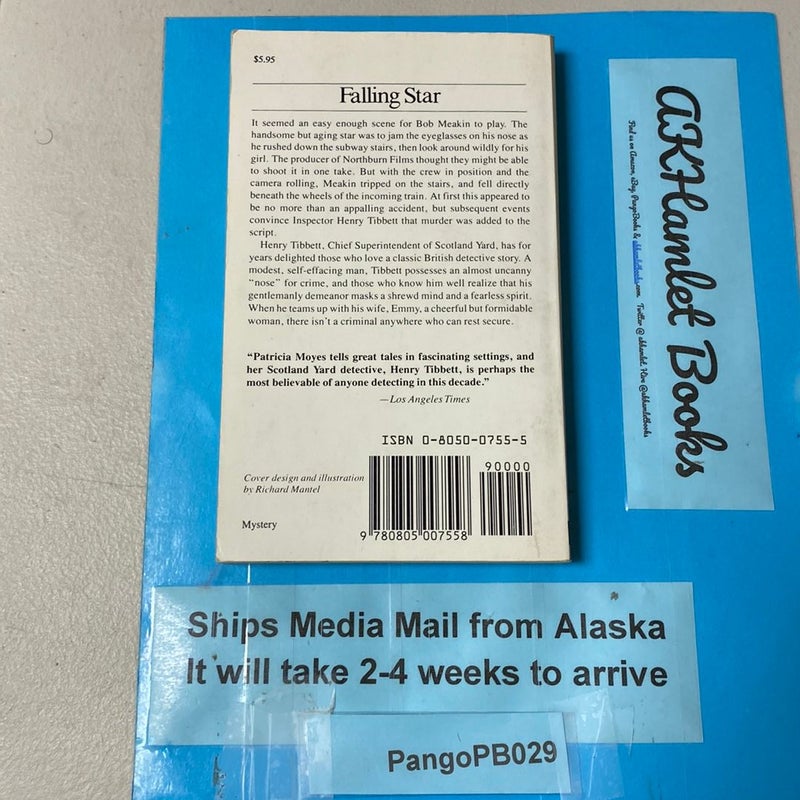 $5.95
Falling Star
It seemed an easy enough scene for Bob Meakin to play. The
handsome but aging star was to jam the eyeglasses on his nose as
he rushed down the subway stairs, then look around wildly for his
girl. The producer of Northburn Films thought they might be able
to shoot it in one take. But with the crew in position and the
camera rolling, Meakin tripped on the stairs, and fell directly
beneath the wheels of the incoming train. At first this appeared to
be no more than an appalling accident, but subsequent events
convince Inspector Henry Tibbett that murder was added to the
script.
Henry Tibbett, Chief Superintendent of Scotland Yard, has for
years delighted those who love a classic British detective story. A
modest, self-effacing man, Tibbett possesses an almost uncanny
“nose” for crime, and those who know him well realize that his
gentlemanly demeanor masks a shrewd mind and a fearless spirit.
When he teams up with his wife, Emmy, a cheerful but formidable
woman, there isn't a criminal anywhere who can rest secure.
“Patricia Moyes tells great tales in fascinating settings, and
her Scotland Yard detective, Henry Tibbett, is perhaps the
most believable of anyone detecting in this decade.”
—Los Angeles Times
ISBN 0-8050-0755-5
90000
Cover design and illustration
by Richard Mantel
9 780805 007558
Mystery
AKHamlet Books
Find us on Amazon, eBay, PangoBooks & akhamletbooks.com. Twitter @ akhamlet. Hive @akhamletbooks
Ships Media Mail from Alaska
It will take 2-4 weeks to arrive
PangoPB029